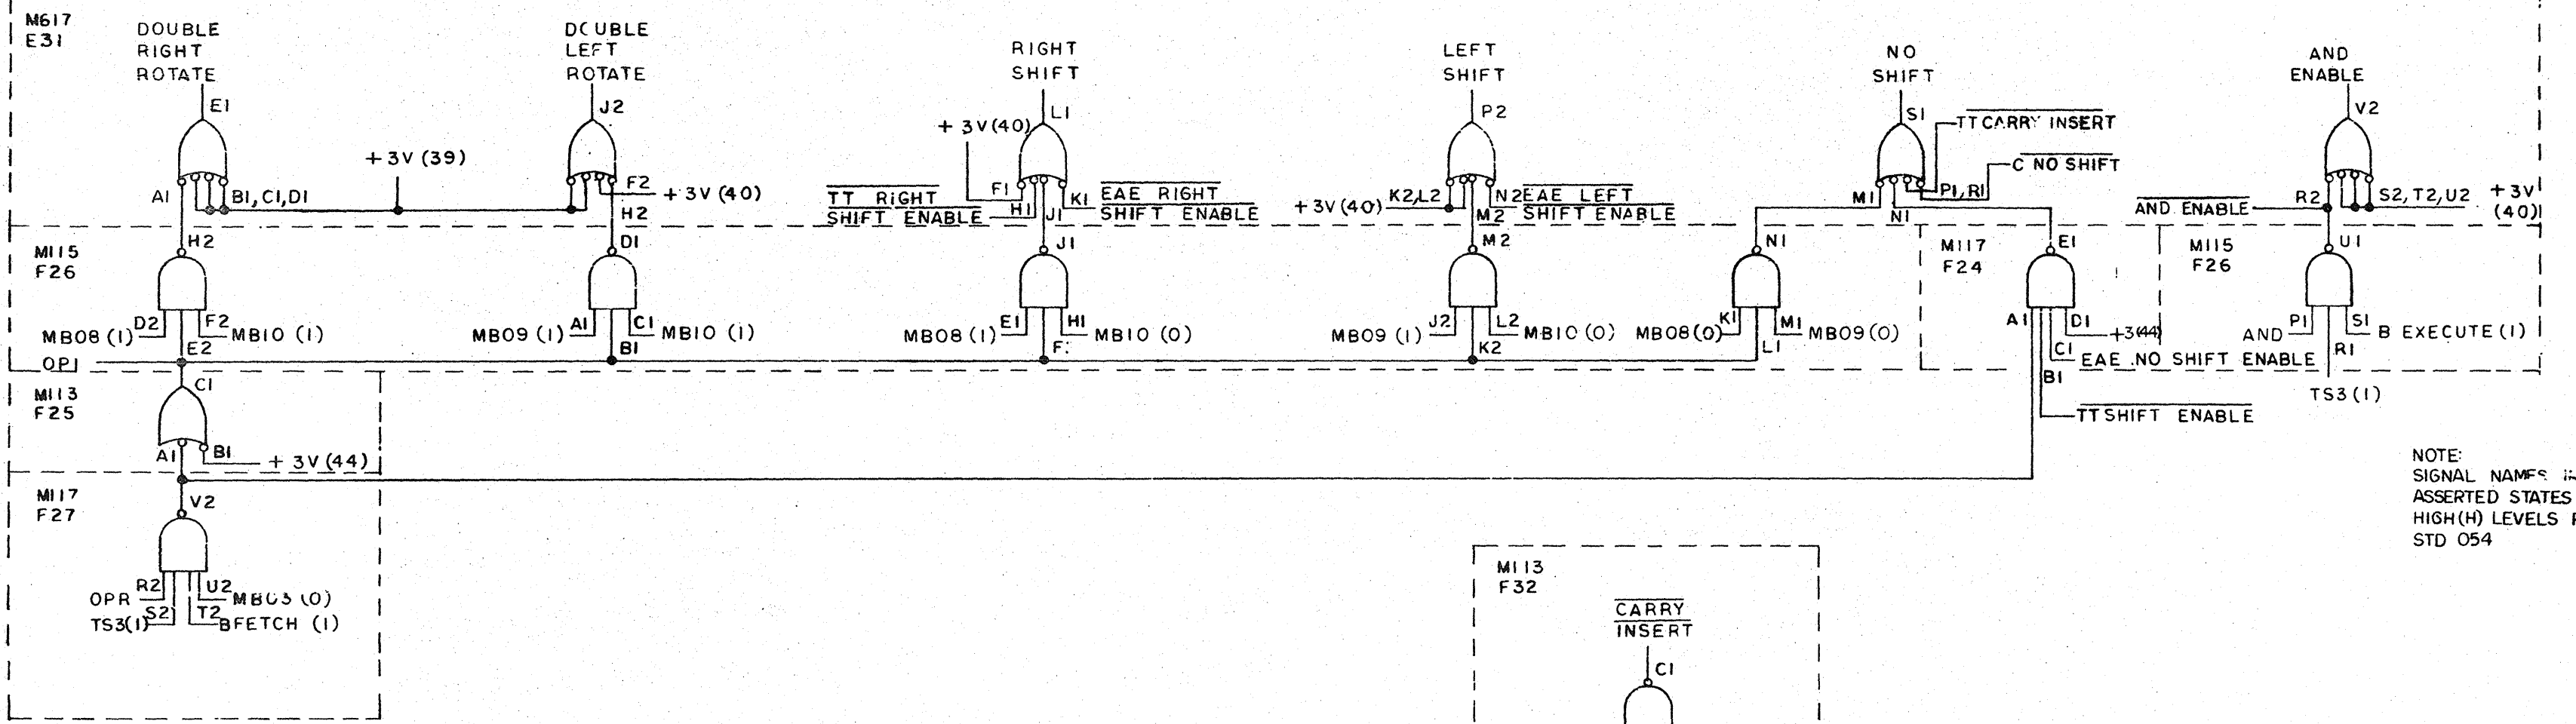 M617
E31
DOUBLE
RIGHT
ROTATE
DOUBLE
LEFT
ROTATE
RIGHT
SHIFT
LEFT
SHIFT
NO
SHIFT
AND
ENABLE
E1
J2
L1
P2
S1
V2
+3V (39)
+3V (40)
TT CARRY INSERT
C NO SHIFT
A1
B1, C1, D1
F2
+3V (40)
H2
TT RIGHT
SHIFT ENABLE
F1
H1
J1
K1
EAE RIGHT
SHIFT ENABLE
+3V (40)
K2, L2
M2
N2
EAE LEFT
SHIFT ENABLE
M1
N1
P1, R1
AND ENABLE
R2
S2, T2, U2
+3V
(40)
M115
F26
H2
D1
J1
M2
N1
M117
F24
E1
M115
F26
U1
MB08 (1)
D2
E2
F2
MB10 (1)
MB09 (1)
A1
B1
C1
MB10 (1)
MB08 (1)
E1
F
H1
MB10 (0)
MB09 (1)
J2
K2
L2
MB10 (0)
MB08(0)
K1
L1
M1
MB09 (0)
A1
B1
C1
D1
+3(44)
EAE NO SHIFT ENABLE
TT SHIFT ENABLE
AND
P1
R1
S1
B EXECUTE (1)
TS3 (1)
OP1
M113
F25
C1
A1
B1
+3V (44)
M117
F27
V2
OPR
R2
S2
TS3(1)
U2
MB03 (0)
T2
BFETCH (1)
M113
F32
CARRY
INSERT
C1
NOTE:
SIGNAL NAMES
ASSERTED STATES
HIGH(H) LEVELS
STD 054